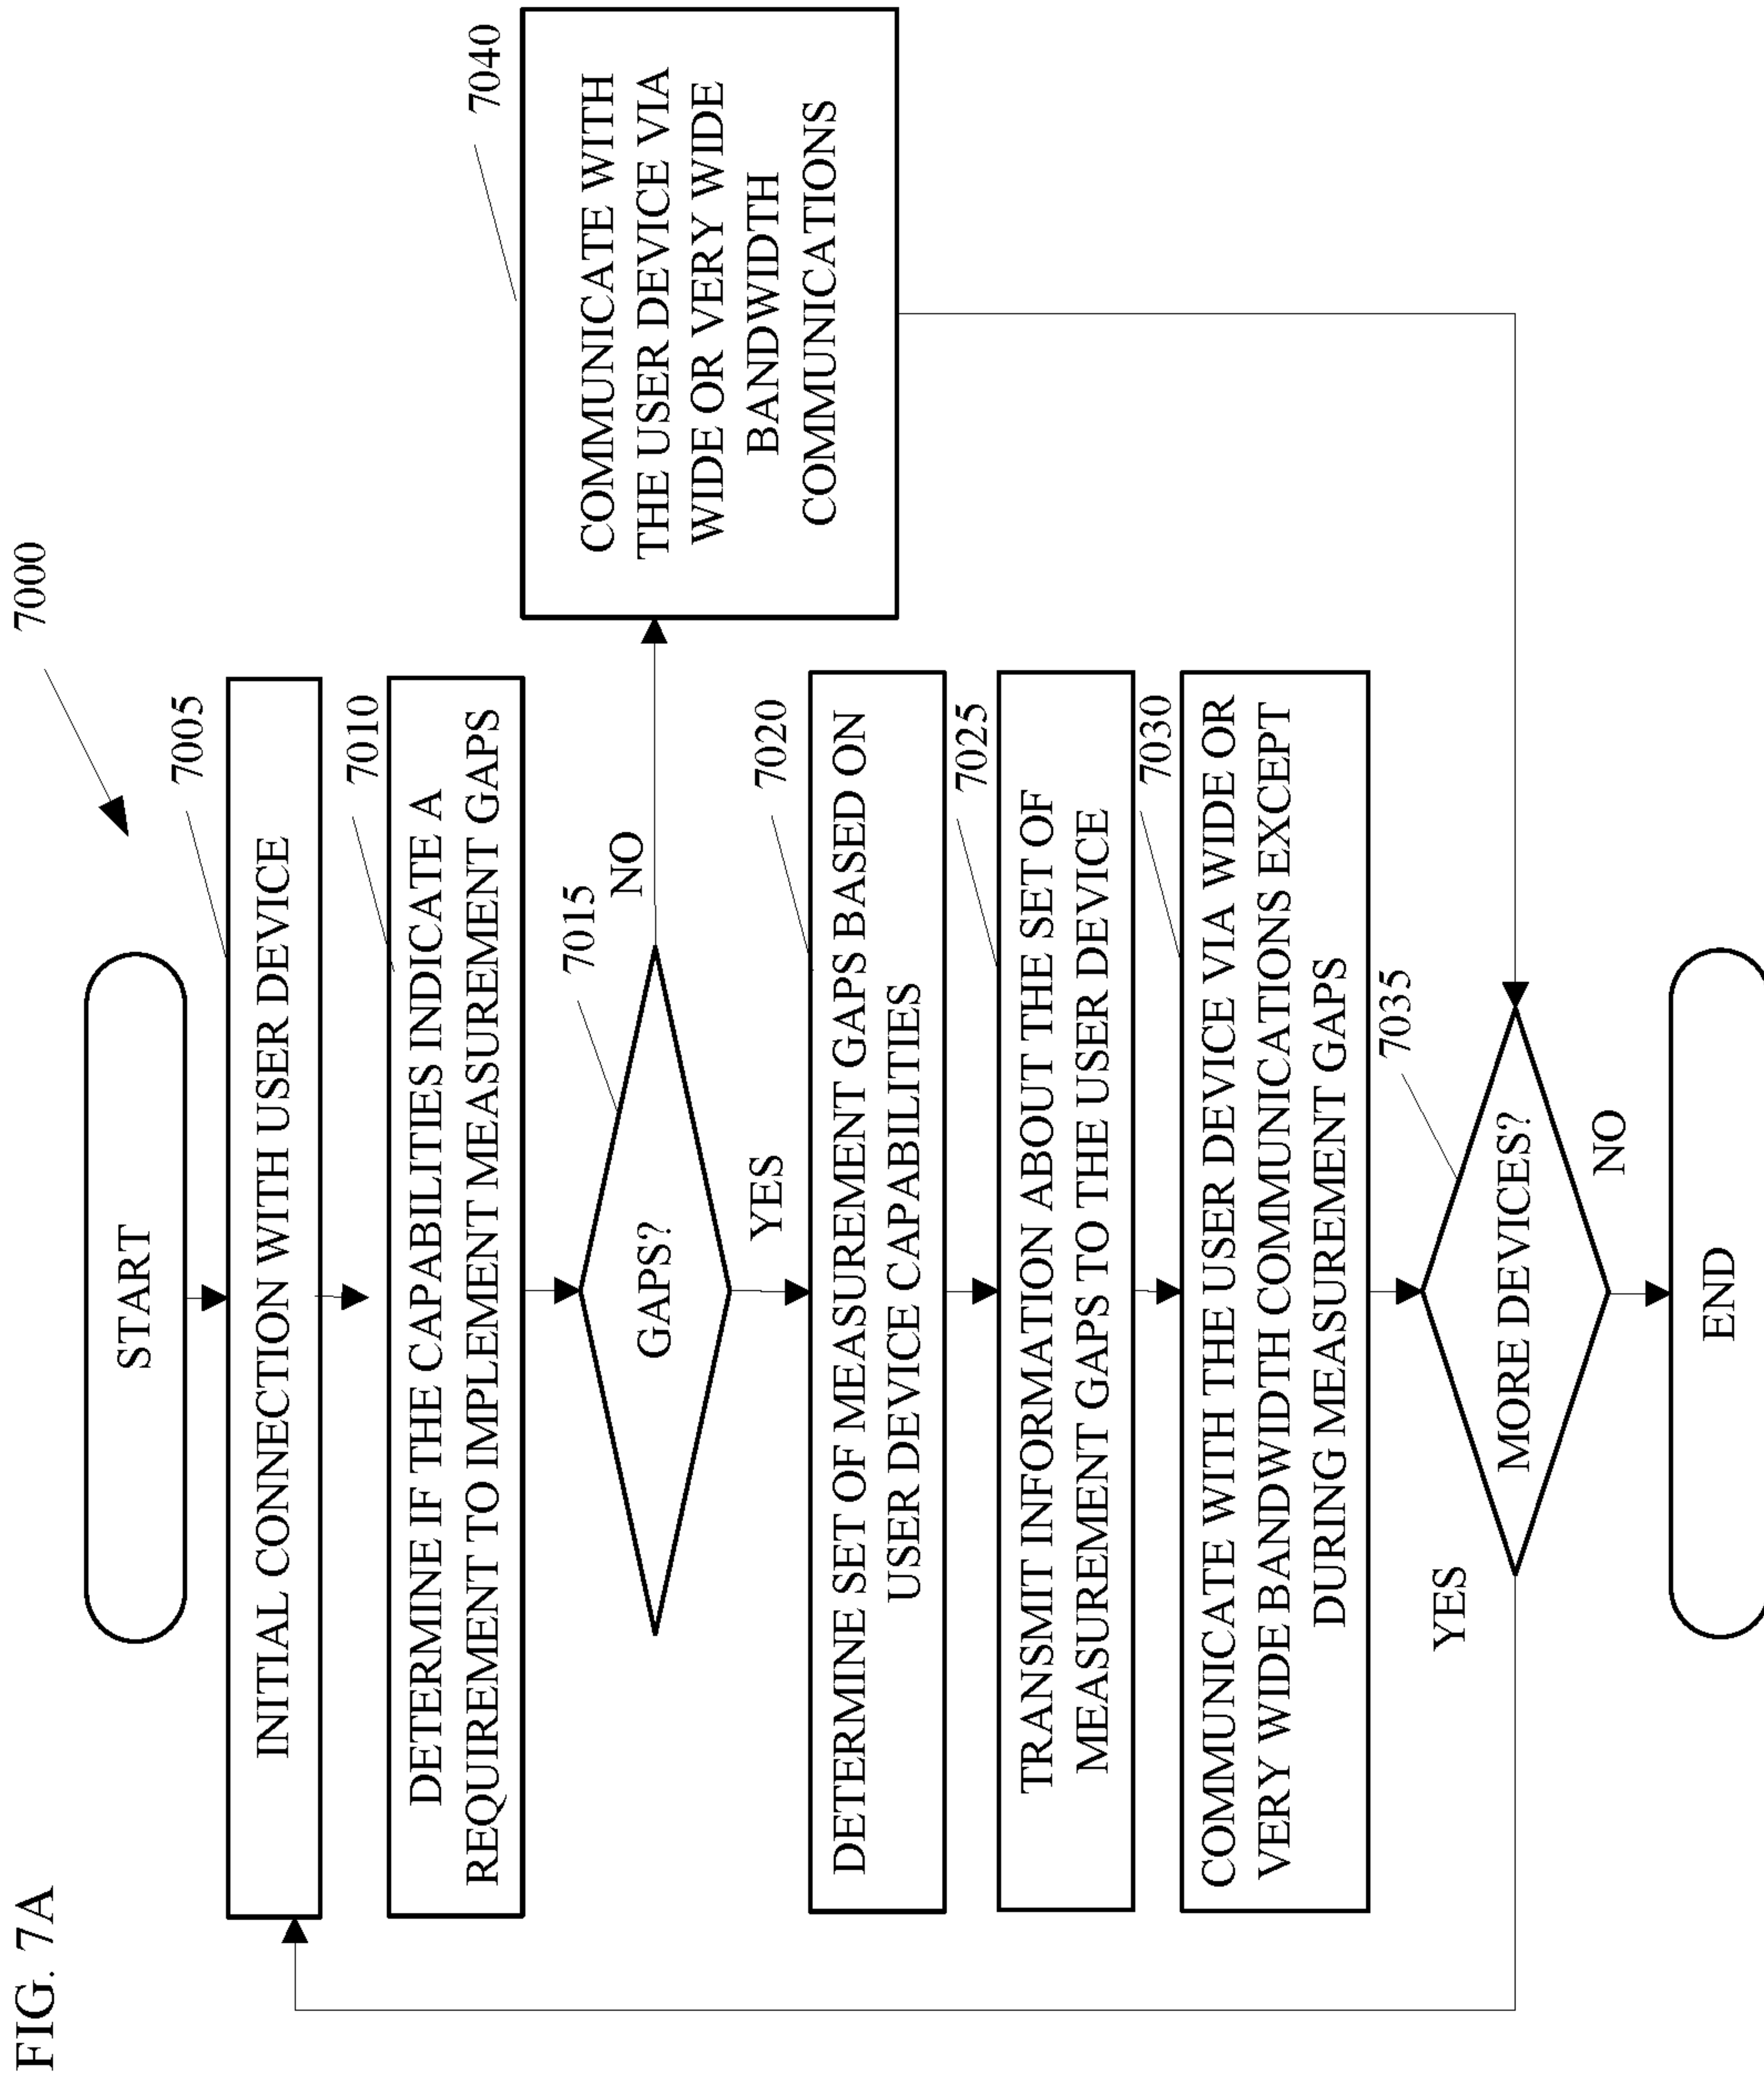 FIG. 7A
7000
START
7005
INITIAL CONNECTION WITH USER DEVICE
7010
DETERMINE IF THE CAPABILITIES INDICATE A
REQUIREMENT TO IMPLEMENT MEASUREMENT GAPS
7015
GAPS?
NO
YES
7040
COMMUNICATE WITH
THE USER DEVICE VIA
WIDE OR VERY WIDE
BANDWIDTH
COMMUNICATIONS
7020
DETERMINE SET OF MEASUREMENT GAPS BASED ON
USER DEVICE CAPABILITIES
7025
TRANSMIT INFORMATION ABOUT THE SET OF
MEASUREMENT GAPS TO THE USER DEVICE
7030
COMMUNICATE WITH THE USER DEVICE VIA WIDE OR
VERY WIDE BANDWIDTH COMMUNICATIONS EXCEPT
DURING MEASUREMENT GAPS
7035
MORE DEVICES?
YES
NO
END